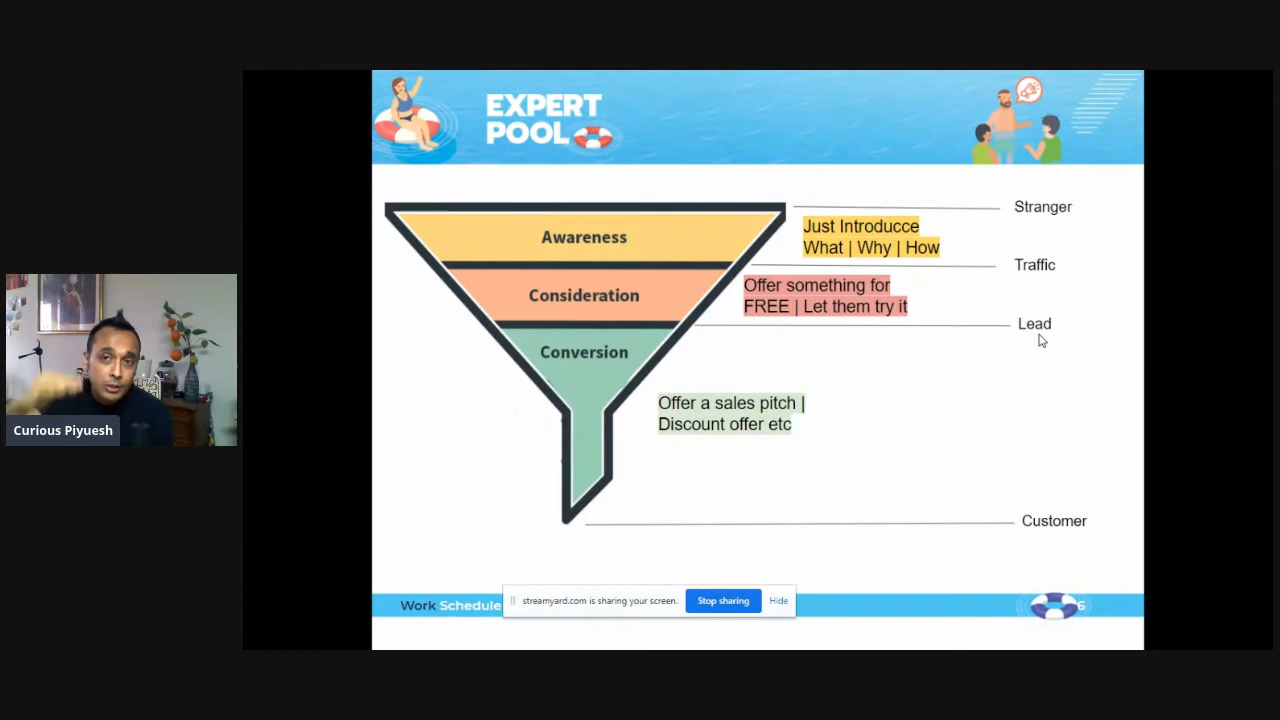 EXPERT
POOL
Stranger
Just Introducce
What | Why | How
Awareness
Traffic
Offer something for
FREE | Let them try it
Consideration
Lead
Conversion
Offer a sales pitch |
Discount offer etc
Customer
Curious Piyuesh
Work Schedule
streamyard.com is sharing your screen.
Stop sharing
Hide
6